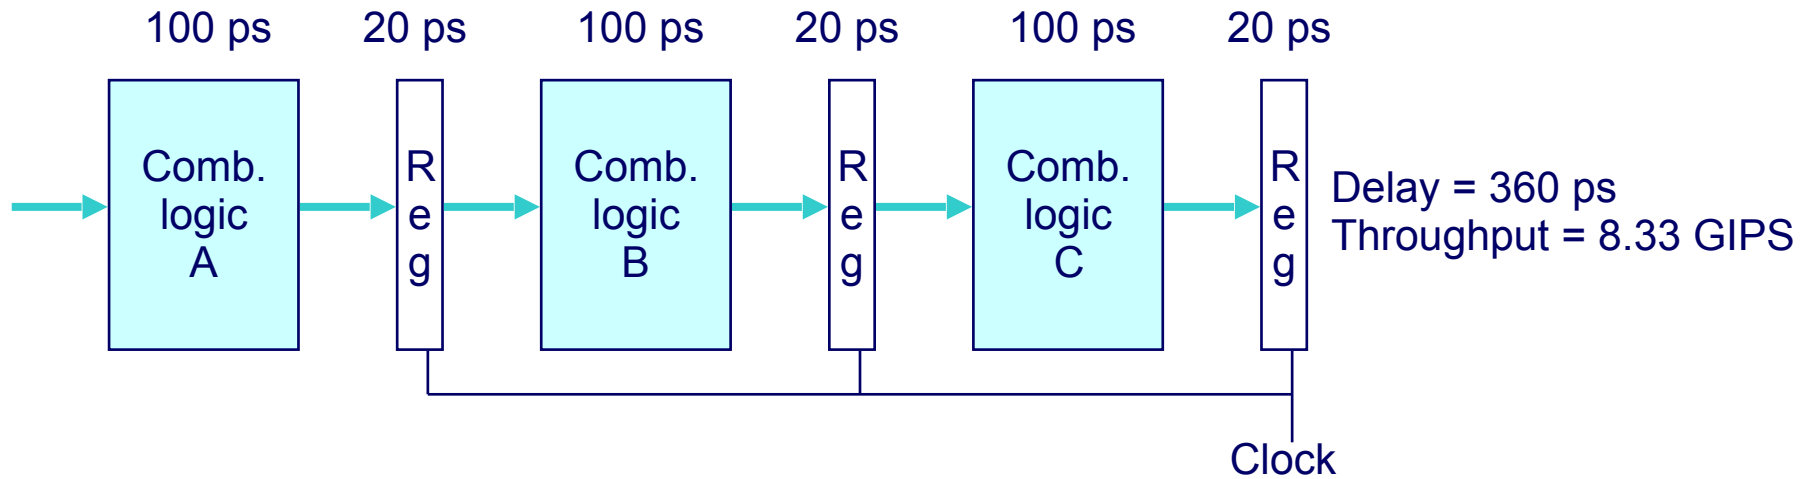 100 ps 20 ps 100 ps 20 ps 100 ps 20 ps
Comb.
logic
A
R
e
g
Comb.
logic
B
R
e
g
Comb.
logic
C
R
e
g
Delay = 360 ps
Throughput = 8.33 GIPS
Clock